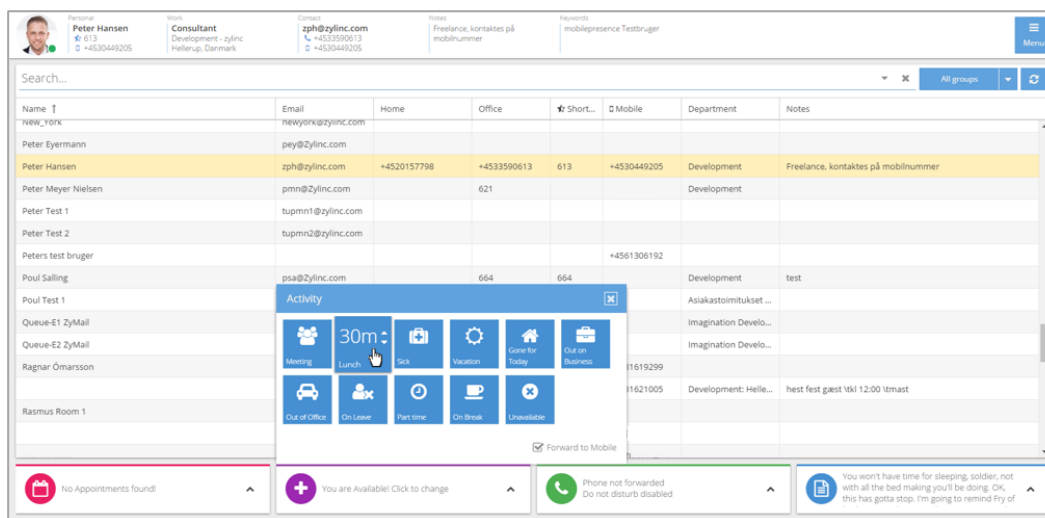 Personal
Peter Hansen
613
+4530449205
Work
Consultant
Development - zylinc
Hellerup, Danmark
Contact
zph@zylinc.com
+4533590613
+4530449205
Notes
Freelance, kontaktes på
mobilnummer
Keywords
mobilepresence Testbruger
Menu
Search...
All groups
Name Email Home Office Short... Mobile Department Notes
New_York newyork@zylinc.com
Peter Eyermann pey@Zylinc.com
Peter Hansen zph@zylinc.com +4520157798 +4533590613 613 +4530449205 Development Freelance, kontaktes på mobilnummer
Peter Meyer Nielsen pmn@Zylinc.com 621 Development
Peter Test 1 tupmn1@zylinc.com
Peter Test 2 tupmn2@zylinc.com
Peters test bruger +4561306192
Poul Salling psa@Zylinc.com 664 664 Development test
Poul Test 1 Asiakastoimitukset ...
Queue-E1 ZyMail Imagination Develo...
Queue-E2 ZyMail Imagination Develo...
Ragnar Ómarsson 1619299
1621005 Development: Helle... hest fest gæst \tkl 12:00 \tmast
Rasmus Room 1
Activity
Meeting
30m
Lunch
Sick
Vacation
Gone for
Today
Out on
Business
Out of Office
On Leave
Part time
On Break
Unavailable
Forward to Mobile
No Appointments found!
You are Available! Click to change
Phone not forwarded
Do not disturb disabled
You won't have time for sleeping, soldier, not
with all the bed making you'll be doing. OK,
this has gotta stop. I'm going to remind Fry of